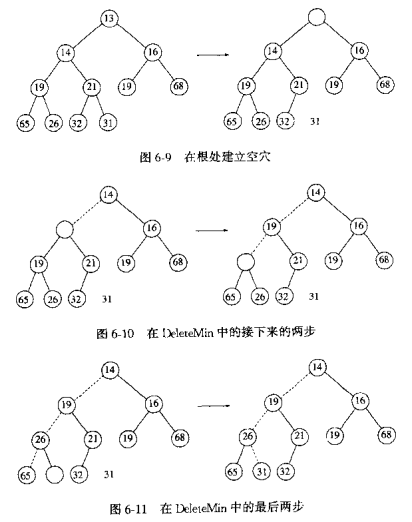 13
14 16 14 16
19 21 19 68 19 21 19 68
65 26 32 31 65 26 32 31
图 6-9 在根处建立空穴
14 14
16 19 16
19 21 19 68 21 19 68
65 26 32 31 65 26 32 31
图 6-10 在 DeleteMin 中的接下来的两步
14 14
19 16 19 16
26 21 19 68 26 21 19 68
65 32 31 65 31 32
图 6-11 在 DeleteMin 中的最后两步